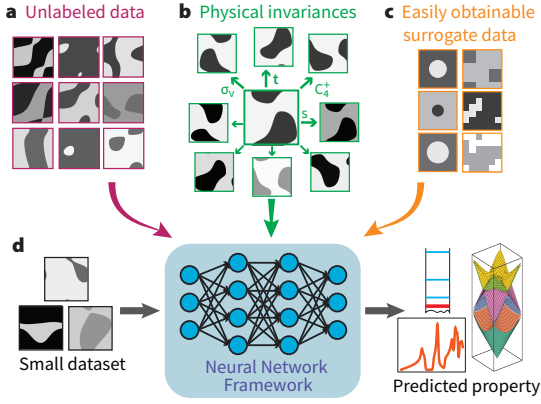 a Unlabeled data
b Physical invariances
c Easily obtainable
surrogate data
σv
t
C4+
s
d
Small dataset
Neural Network
Framework
Predicted property